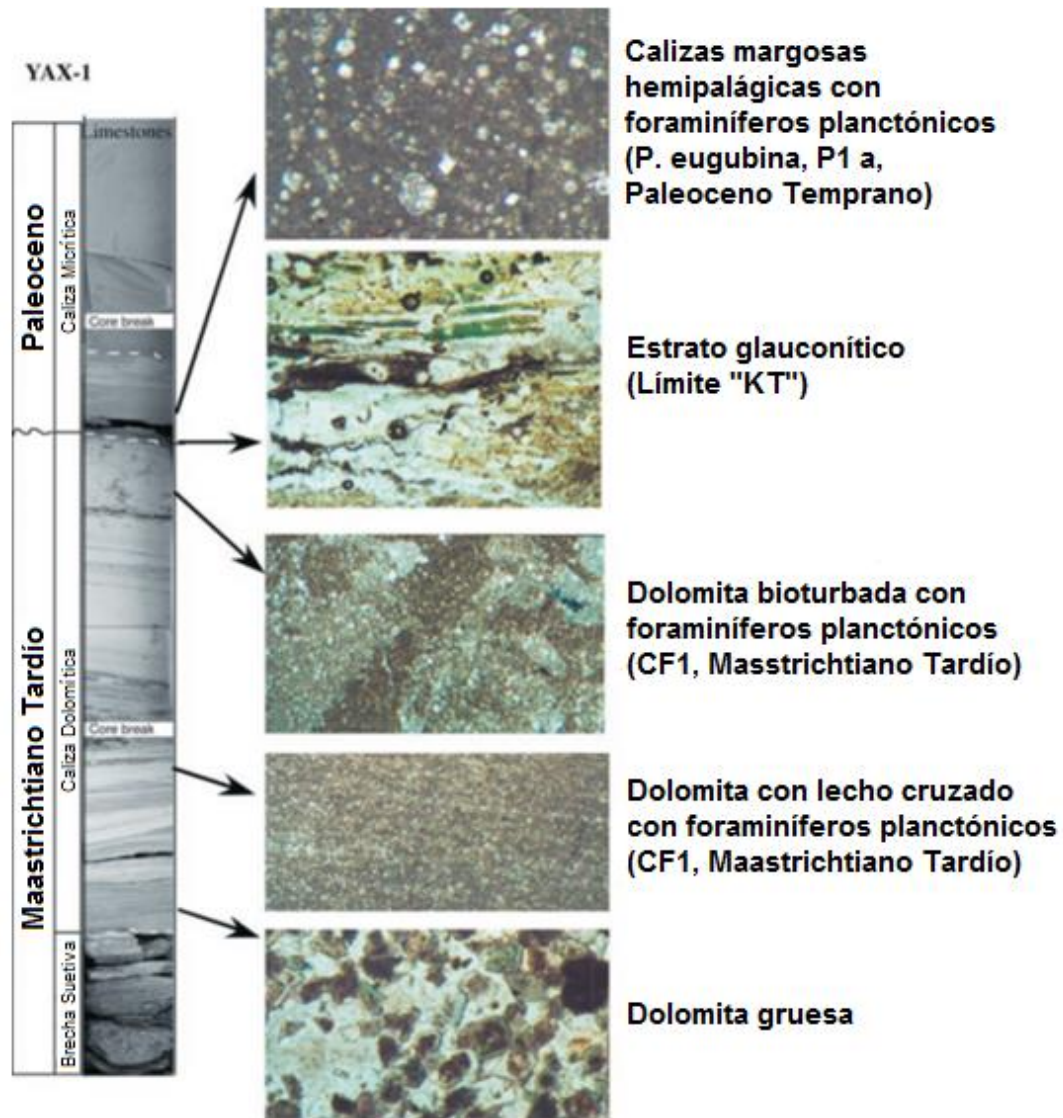 YAX-1
Limestones
Paleoceno
Caliza Micrítica
Core break
Maastrichtiano Tardío
Caliza Dolomítica
Core break
Brecha Suetiva
Calizas margosas
hemipalágicas con
foraminíferos planctónicos
(P. eugubina, P1 a,
Paleoceno Temprano)
Estrato glauconítico
(Límite "KT")
Dolomita bioturbada con
foraminíferos planctónicos
(CF1, Masstrichtiano Tardío)
Dolomita con lecho cruzado
con foraminíferos planctónicos
(CF1, Maastrichtiano Tardío)
Dolomita gruesa